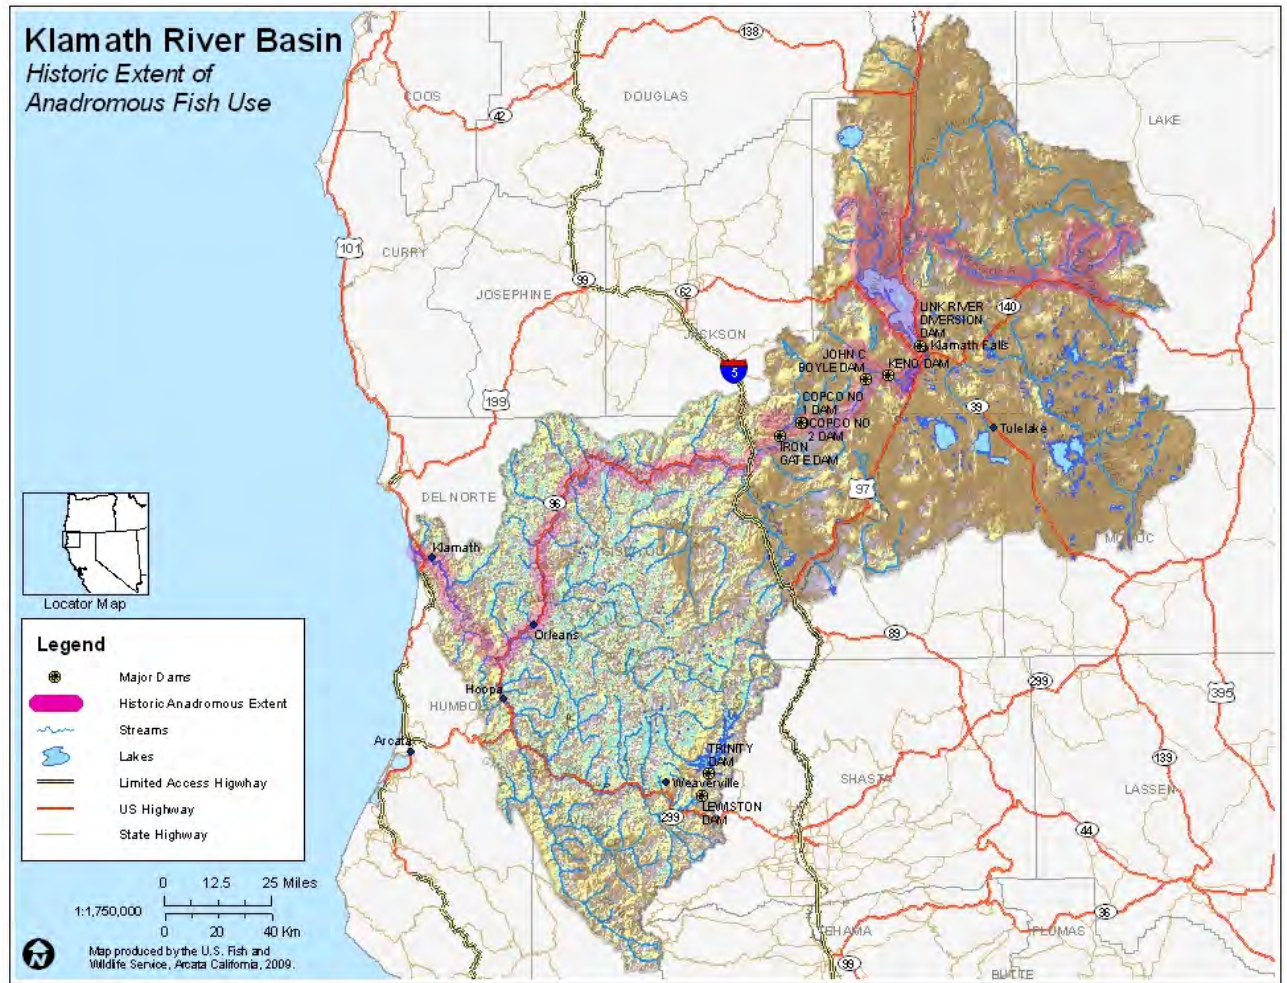 Klamath River Basin
Historic Extent of
Anadromous Fish Use
138
COOS
DOUGLAS
42
LAKE
101
CURRY
99
JOSEPHINE
62
JACKSON
140
LINK RIVER
DIVERSION
DAM
Klamath Falls
JOHN C
BOYLE DAM
KENO DAM
5
199
COPCO NO
1 DAM
COPCO NO
2 DAM
IRON
GATE DAM
39
Tulelake
97
DEL NORTE
96
Klamath
MODOC
Locator Map
Orleans
89
Hoopa
299
395
Arcata
TRINITY
DAM
Weaverville
LEWISTON
DAM
299
SHASTA
139
LASSEN
44
36
PLUMAS
99
BUTTE
Legend
Major Dams
Historic Anadromous Extent
Streams
Lakes
Limited Access Higwhay
US Highway
State Highway
0 12.5 25 Miles
1:1,750,000
0 20 40 Km
N
Map produced by the U.S. Fish and
Wildlife Service, Arcata California, 2009.